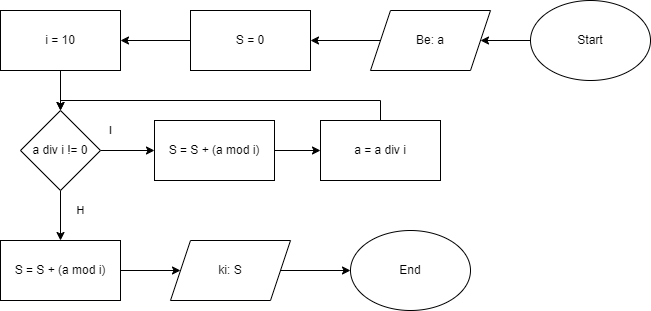 i = 10
S = 0
Be: a
Start
I
a div i != 0
S = S + (a mod i)
a = a div i
H
S = S + (a mod i)
ki: S
End